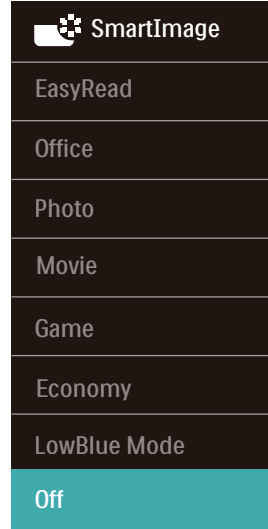 SmartImage
EasyRead
Office
Photo
Movie
Game
Economy
LowBlue Mode
Off